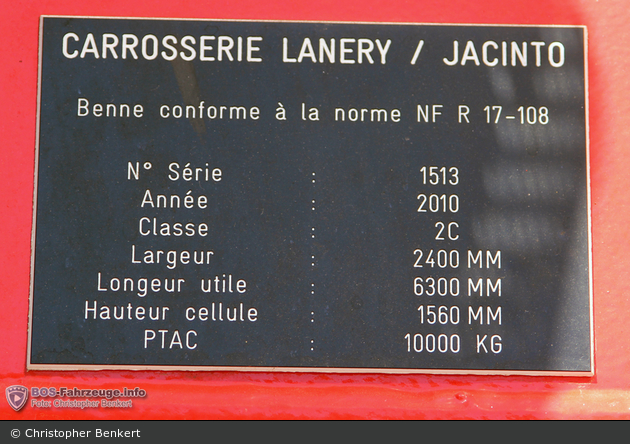 CARROSSERIE LANERY / JACINTO
Benne conforme à la norme NF R 17-108
N° Série : 1513
Année : 2010
Classe : 2C
Largeur : 2400 MM
Longeur utile : 6300 MM
Hauteur cellule : 1560 MM
PTAC : 10000 KG
BOS-Fahrzeuge.Info
Foto: Christopher Benkert
© Christopher Benkert